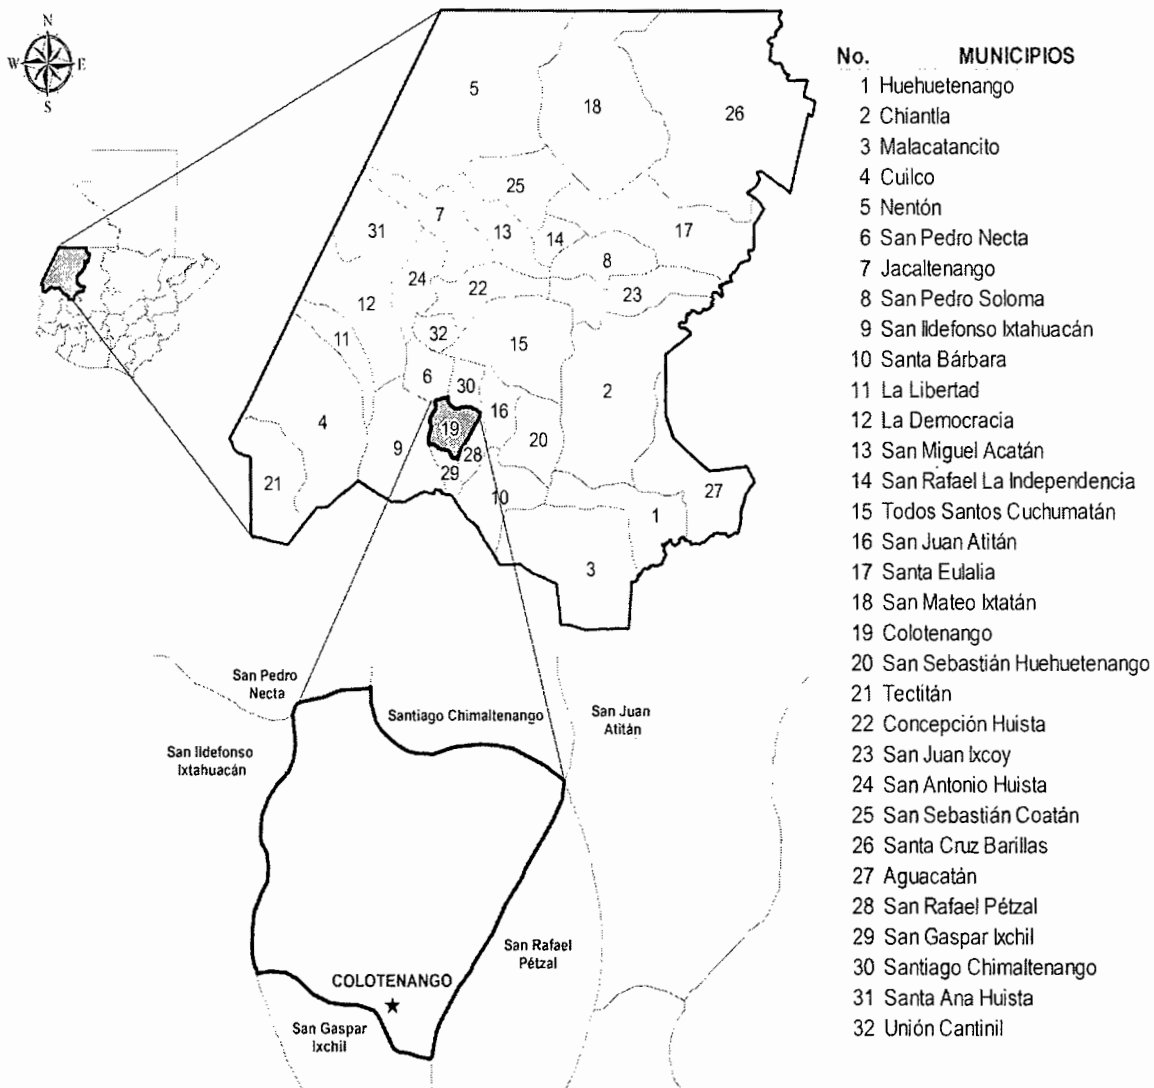 N
W E
S
5
18
26
25
7
31
13
14
17
8
24
22
23
12
32
11
15
6
30
2
4
16
19
20
9
28
29
21
10
27
1
3
San Pedro
Necta
Santiago Chimaltenango
San Juan
Atitán
San Ildefonso
Ixtahuacán
San Rafael
Pétzal
COLOTENANGO
San Gaspar
Ixchil
No. MUNICIPIOS
1 Huehuetenango
2 Chiantla
3 Malacatancito
4 Cuilco
5 Nentón
6 San Pedro Necta
7 Jacaltenango
8 San Pedro Soloma
9 San Ildefonso Ixtahuacán
10 Santa Bárbara
11 La Libertad
12 La Democracia
13 San Miguel Acatán
14 San Rafael La Independencia
15 Todos Santos Cuchumatán
16 San Juan Atitán
17 Santa Eulalia
18 San Mateo Ixtatán
19 Colotenango
20 San Sebastián Huehuetenango
21 Tectitán
22 Concepción Huista
23 San Juan Ixcoy
24 San Antonio Huista
25 San Sebastián Coatán
26 Santa Cruz Barillas
27 Aguacatán
28 San Rafael Pétzal
29 San Gaspar Ixchil
30 Santiago Chimaltenango
31 Santa Ana Huista
32 Unión Cantinil